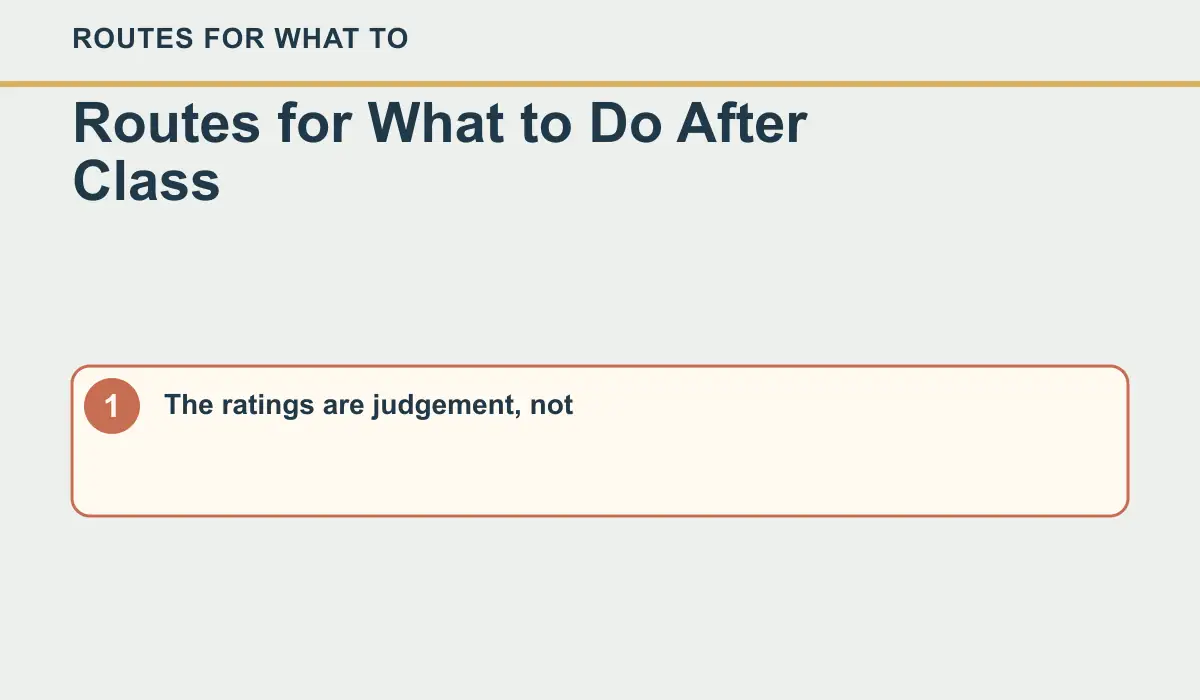 ROUTES FOR WHAT TO
Routes for What to Do After
Class
1
The ratings are judgement, not